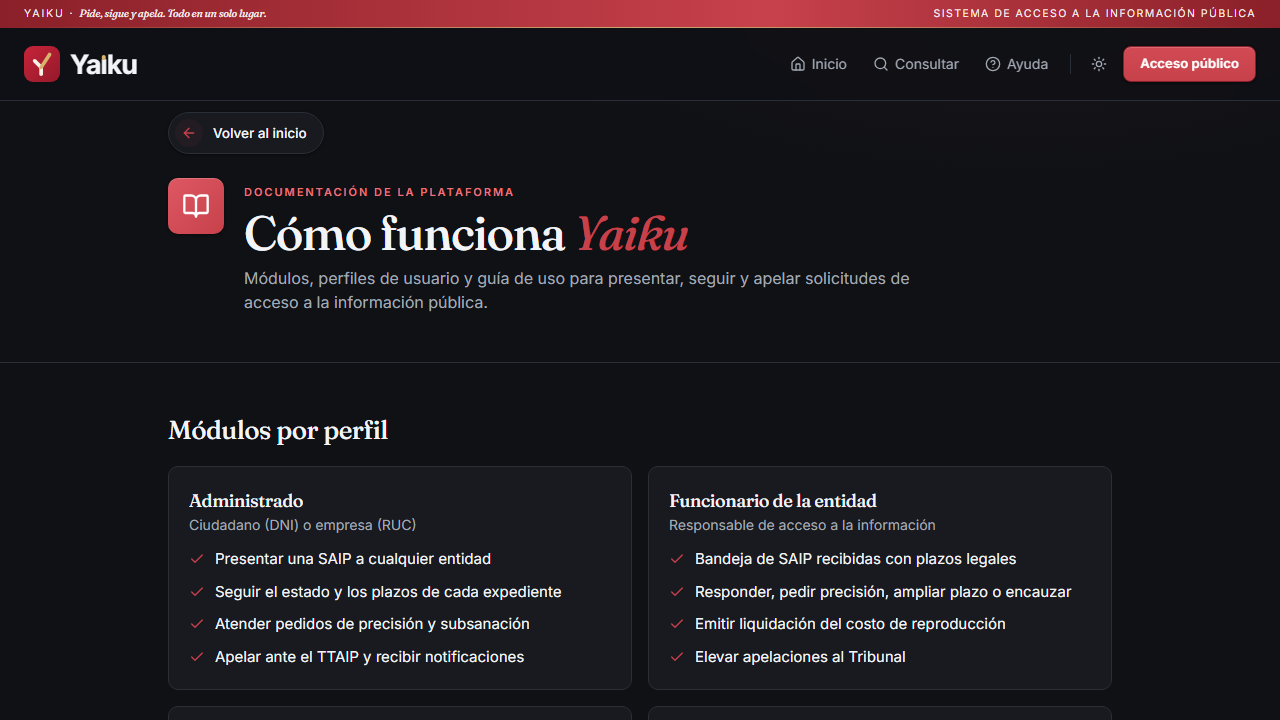 YAIKU · Pide, sigue y apela. Todo en un solo lugar.
SISTEMA DE ACCESO A LA INFORMACIÓN PÚBLICA
Yaiku
Inicio
Consultar
Ayuda
Acceso público
Volver al inicio
DOCUMENTACIÓN DE LA PLATAFORMA
Cómo funciona Yaiku
Módulos, perfiles de usuario y guía de uso para presentar, seguir y apelar solicitudes de
acceso a la información pública.
Módulos por perfil
Administrado
Ciudadano (DNI) o empresa (RUC)
Presentar una SAIP a cualquier entidad
Seguir el estado y los plazos de cada expediente
Atender pedidos de precisión y subsanación
Apelar ante el TTAIP y recibir notificaciones
Funcionario de la entidad
Responsable de acceso a la información
Bandeja de SAIP recibidas con plazos legales
Responder, pedir precisión, ampliar plazo o encauzar
Emitir liquidación del costo de reproducción
Elevar apelaciones al Tribunal